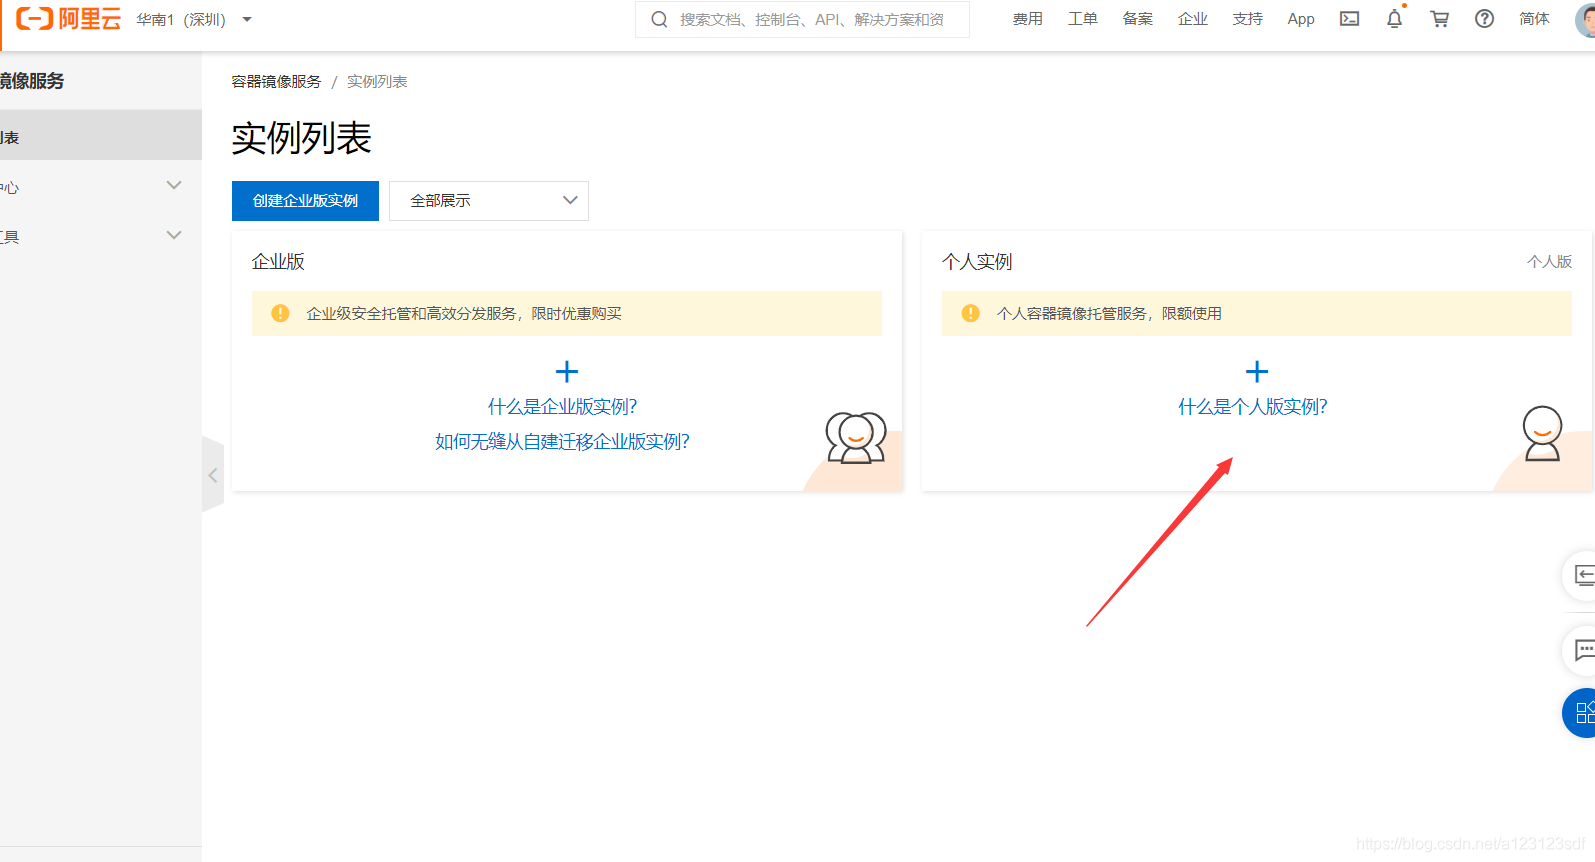 阿里云 华南1（深圳） 搜索文档、控制台、API、解决方案和资 费用 工单 备案 企业 支持 App 简体
镜像服务
容器镜像服务 / 实例列表
列表
实例列表
中心
创建企业版实例 全部展示
工具
企业版
企业级安全托管和高效分发服务，限时优惠购买
什么是企业版实例？
如何无缝从自建迁移企业版实例？
个人实例 个人版
个人容器镜像托管服务，限额使用
什么是个人版实例？
https://blog.csdn.net/a123123sdf